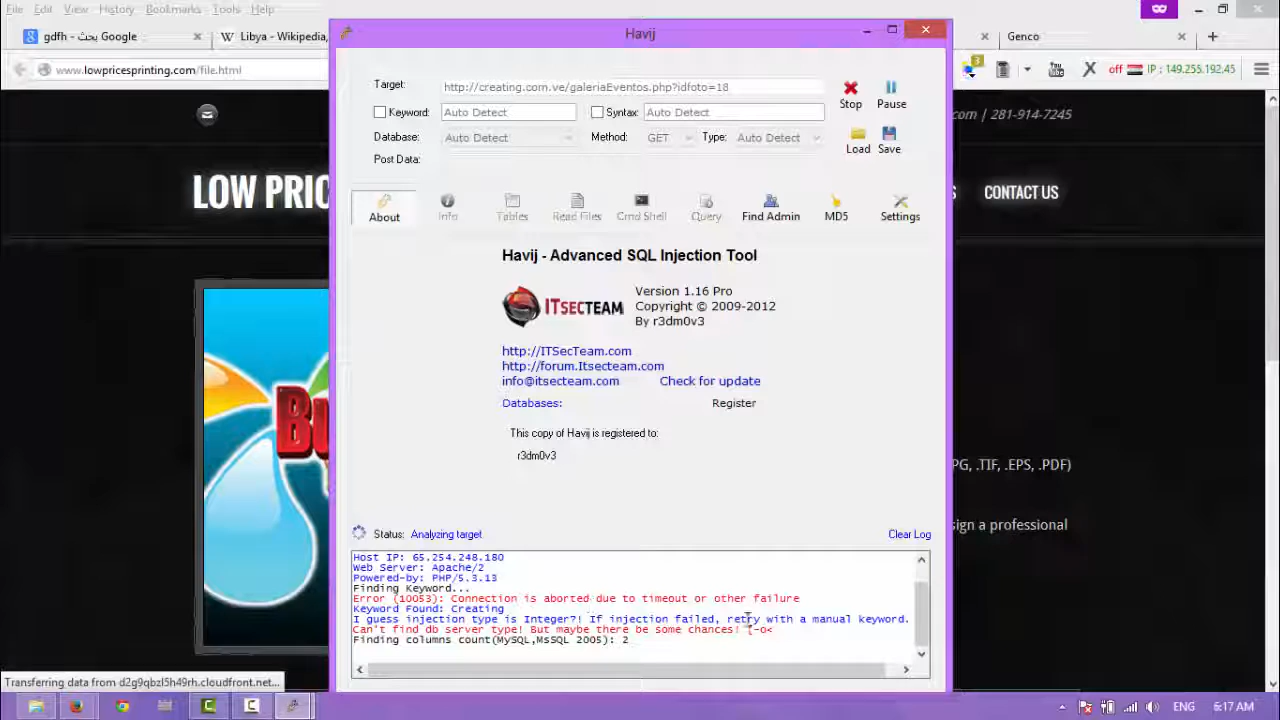 File Edit View History Bookmarks Tools Help
Havij
gdfh - بحث Google
Libya - Wikipedia,
Genco
www.lowpricesprinting.com/file.html
off IP : 149.255.192.45
3
You
Target: http://creating.com.ve/galeriaEventos.php?idfoto=18
Stop Pause
Keyword: Auto Detect Syntax: Auto Detect
com / 281-914-7245
Database: Auto Detect Method: GET Type: Auto Detect
Load Save
Post Data:
LOW PRIC
S CONTACT US
About Info Tables Read Files Cmd Shell Query Find Admin MD5 Settings
Havij - Advanced SQL Injection Tool
ITSECTEAM
Version 1.16 Pro
Copyright © 2009-2012
By r3dm0v3
http://ITSecTeam.com
http://forum.Itsecteam.com
info@itsecteam.com Check for update
Databases: Register
This copy of Havij is registered to:
r3dm0v3
Bu
PG, .TIF, .EPS, .PDF)
sign a professional
Status: Analyzing target
Clear Log
Host IP: 65.254.248.180
Web Server: Apache/2
Powered-by: PHP/5.3.13
Finding Keyword...
Error (10053): Connection is aborted due to timeout or other failure
Keyword Found: Creating
I guess injection type is Integer?! If injection failed, retry with a manual keyword.
Can't find db server type! But maybe there be some chances! [-o<
Finding columns count(MySQL,MsSQL 2005): 2
Transferring data from d2g9qbzl5h49rh.cloudfront.net...
ENG 6:17 AM